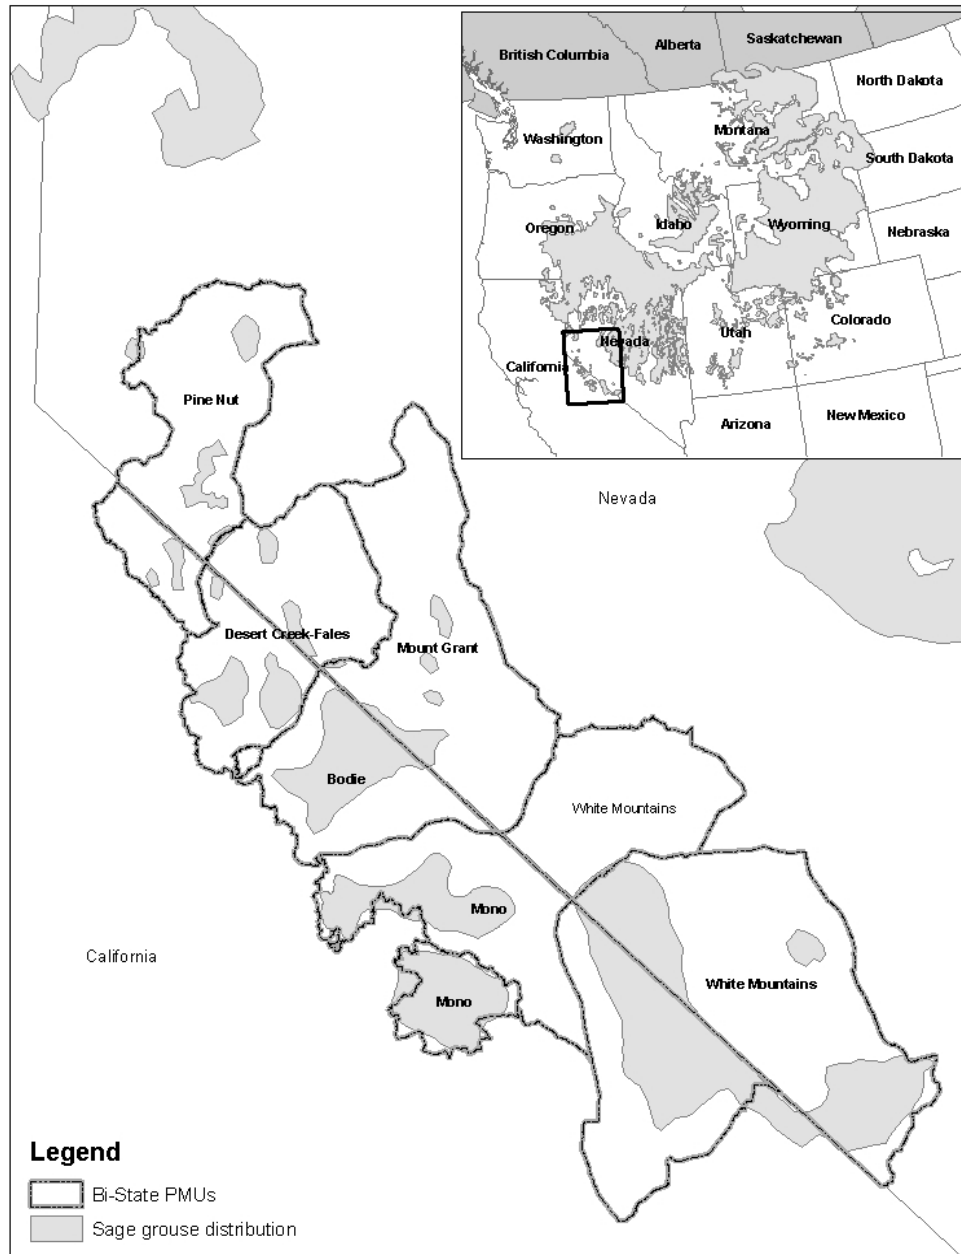 British Columbia
Alberta
Saskatchewan
North Dakota
Washington
Montana
South Dakota
Oregon
Idaho
Wyoming
Nebraska
Nevada
Utah
Colorado
California
Arizona
New Mexico
Pine Nut
Nevada
Desert Creek-Fales
Mount Grant
Bodie
White Mountains
Mono
California
White Mountains
Mono
Legend
Bi-State PMUs
Sage grouse distribution